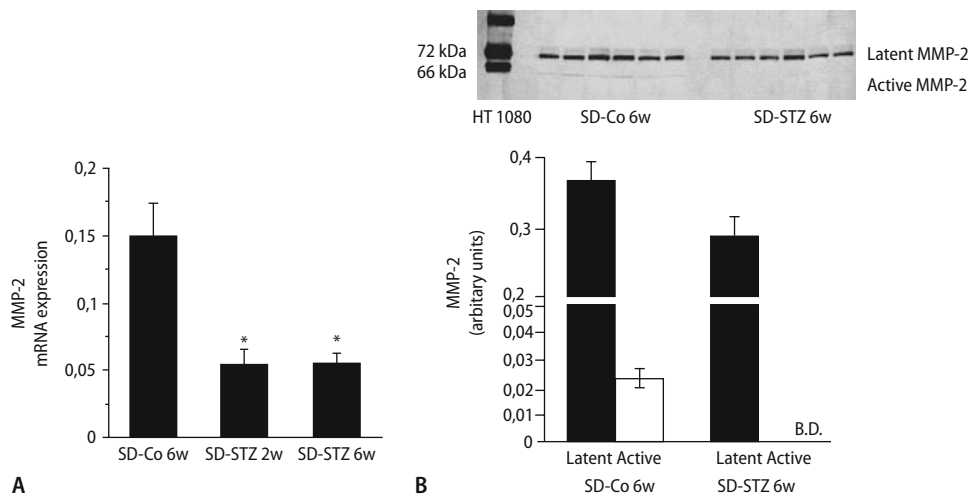 72 kDa
66 kDa
Latent MMP-2
Active MMP-2
HT 1080 SD-Co 6w SD-STZ 6w
MMP-2
mRNA expression
0,2
0,15
0,1
0,05
0
SD-Co 6w SD-STZ 2w SD-STZ 6w
* *
A
MMP-2
(arbitary units)
0,4
0,3
0,2
0,05
0,04
0,03
0,02
0,01
0
B.D.
Latent Active Latent Active
SD-Co 6w SD-STZ 6w
B